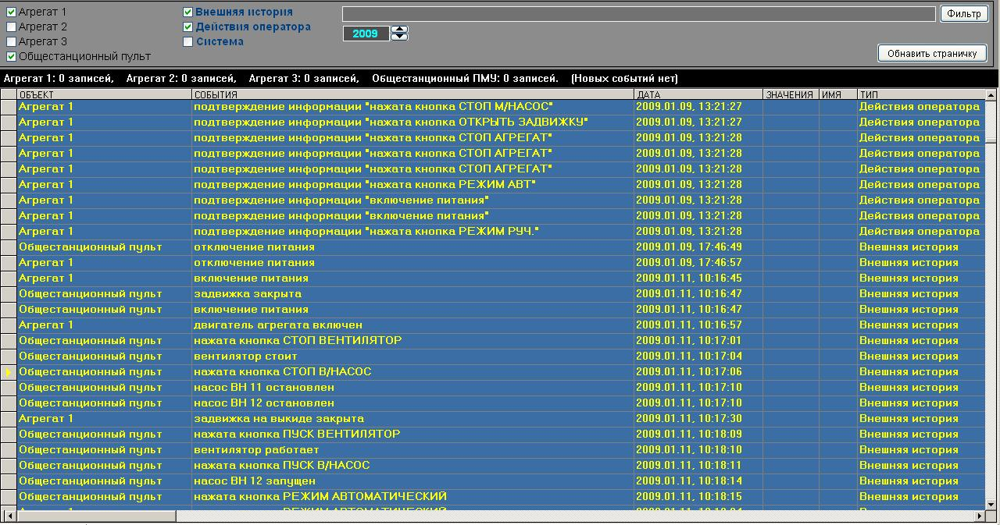 Агрегат 1
Агрегат 2
Агрегат 3
Общестанционный пульт
Внешняя история
Действия оператора
Система
2009
Фильтр
Обнавить страничку
Агрегат 1: 0 записей, Агрегат 2: 0 записей, Агрегат 3: 0 записей, Общестанционный ПМУ: 0 записей. (Новых событий нет)
ОБЪЕКТ СОБЫТИЯ ДАТА ЗНАЧЕНИЯ ИМЯ ТИП
Агрегат 1 подтверждение информации "нажата кнопка СТОП М/НАСОС" 2009.01.09, 13:21:27 Действия оператора
Агрегат 1 подтверждение информации "нажата кнопка ОТКРЫТЬ ЗАДВИЖКУ" 2009.01.09, 13:21:27 Действия оператора
Агрегат 1 подтверждение информации "нажата кнопка СТОП АГРЕГАТ" 2009.01.09, 13:21:28 Действия оператора
Агрегат 1 подтверждение информации "нажата кнопка СТОП АГРЕГАТ" 2009.01.09, 13:21:28 Действия оператора
Агрегат 1 подтверждение информации "нажата кнопка СТОП АГРЕГАТ" 2009.01.09, 13:21:28 Действия оператора
Агрегат 1 подтверждение информации "нажата кнопка РЕЖИМ АВТ" 2009.01.09, 13:21:28 Действия оператора
Агрегат 1 подтверждение информации "включение питания" 2009.01.09, 13:21:28 Действия оператора
Агрегат 1 подтверждение информации "включение питания" 2009.01.09, 13:21:28 Действия оператора
Агрегат 1 подтверждение информации "нажата кнопка РЕЖИМ РУЧ." 2009.01.09, 13:21:28 Действия оператора
Общестанционный пульт отключение питания 2009.01.09, 17:46:49 Внешняя история
Агрегат 1 отключение питания 2009.01.09, 17:46:57 Внешняя история
Агрегат 1 включение питания 2009.01.11, 10:16:45 Внешняя история
Общестанционный пульт задвижка закрыта 2009.01.11, 10:16:47 Внешняя история
Общестанционный пульт включение питания 2009.01.11, 10:16:47 Внешняя история
Агрегат 1 двигатель агрегата включен 2009.01.11, 10:16:57 Внешняя история
Общестанционный пульт нажата кнопка СТОП ВЕНТИЛЯТОР 2009.01.11, 10:17:01 Внешняя история
Общестанционный пульт вентилятор стоит 2009.01.11, 10:17:04 Внешняя история
Общестанционный пульт нажата кнопка СТОП В/НАСОС 2009.01.11, 10:17:06 Внешняя история
Общестанционный пульт насос ВН 11 остановлен 2009.01.11, 10:17:10 Внешняя история
Общестанционный пульт насос ВН 12 остановлен 2009.01.11, 10:17:10 Внешняя история
Агрегат 1 задвижка на выкиде закрыта 2009.01.11, 10:17:30 Внешняя история
Общестанционный пульт нажата кнопка ПУСК ВЕНТИЛЯТОР 2009.01.11, 10:18:09 Внешняя история
Общестанционный пульт вентилятор работает 2009.01.11, 10:18:10 Внешняя история
Общестанционный пульт нажата кнопка ПУСК В/НАСОС 2009.01.11, 10:18:11 Внешняя история
Общестанционный пульт насос ВН 12 запущен 2009.01.11, 10:18:14 Внешняя история
Общестанционный пульт нажата кнопка РЕЖИМ АВТОМАТИЧЕСКИЙ 2009.01.11, 10:18:15 Внешняя история